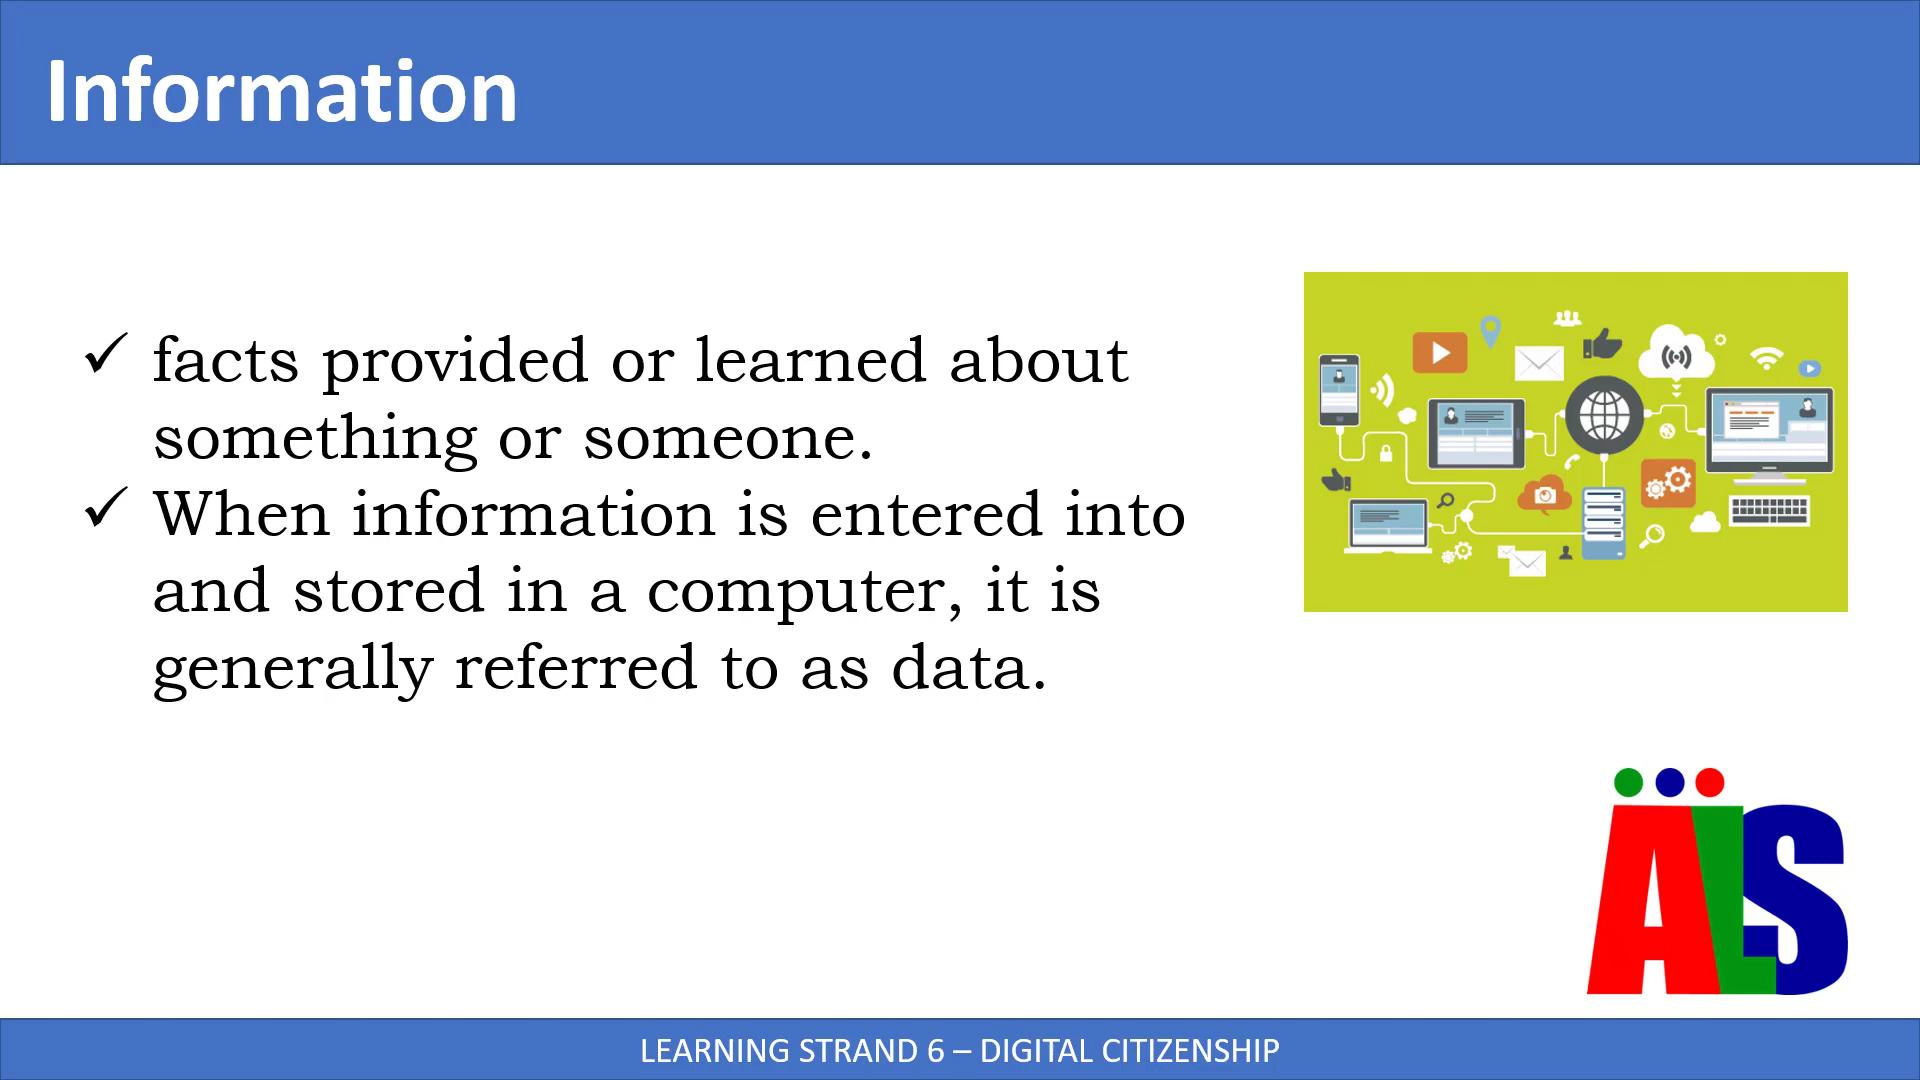 Information
✓ facts provided or learned about
something or someone.
✓ When information is entered into
and stored in a computer, it is
generally referred to as data.
ALS
LEARNING STRAND 6 – DIGITAL CITIZENSHIP